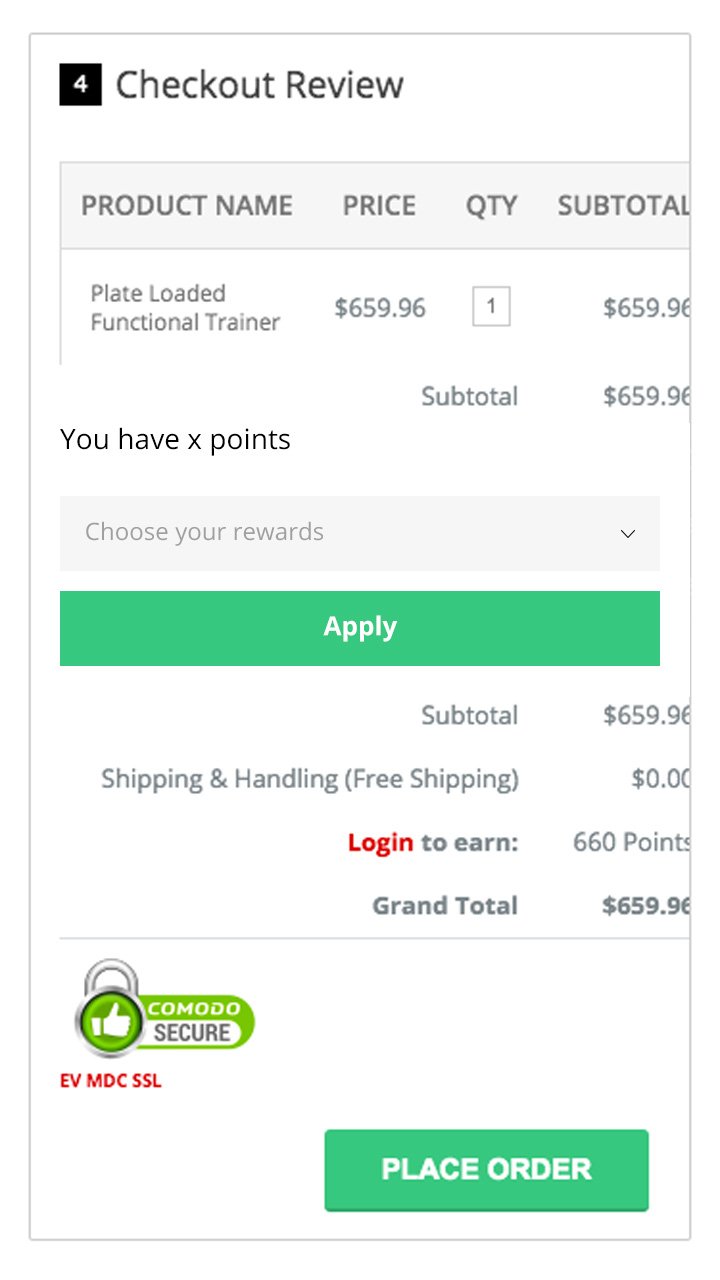 4 Checkout Review
PRODUCT NAME PRICE QTY SUBTOTAL
Plate Loaded
Functional Trainer $659.96 1 $659.96
Subtotal $659.96
You have x points
Choose your rewards
Apply
Subtotal $659.96
Shipping & Handling (Free Shipping) $0.00
Login to earn: 660 Points
Grand Total $659.96
COMODO
SECURE
EV MDC SSL
PLACE ORDER